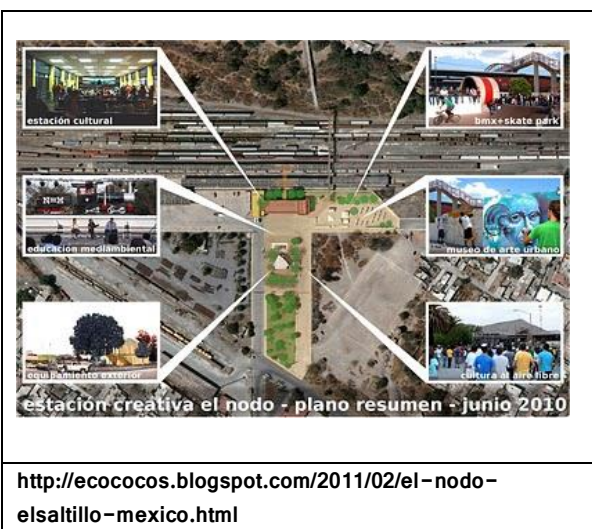 estación cultural
bmx+skate park
N☆M
educación mediambiental
museo de arte urbano
equipamiento exterior
cultura al aire libre
estación creativa el nodo - plano resumen - junio 2010
http://ecococos.blogspot.com/2011/02/el-nodo-
elsaltillo-mexico.html